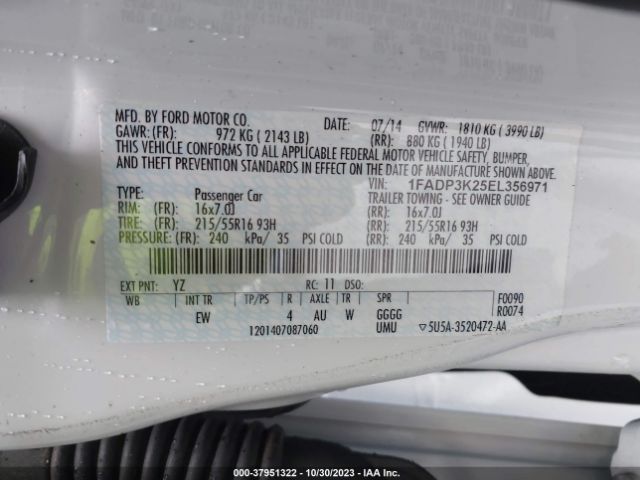 MFD. BY FORD MOTOR CO.
DATE: 07/14 GVWR: 1810 KG ( 3990 LB)
GAWR: (FR): 972 KG ( 2143 LB) (RR): 880 KG ( 1940 LB)
THIS VEHICLE CONFORMS TO ALL APPLICABLE FEDERAL MOTOR VEHICLE SAFETY, BUMPER,
AND THEFT PREVENTION STANDARDS IN EFFECT ON THE DATE OF MANUFACTURE SHOWN ABOVE.
VIN: 1FADP3K25EL356971
TYPE: Passenger Car TRAILER TOWING - SEE OWNER GUIDE
RIM: (FR): 16x7.0J (RR): 16x7.0J
TIRE: (FR): 215/55R16 93H (RR): 215/55R16 93H
PRESSURE: (FR): 240 kPa/ 35 PSI COLD (RR): 240 kPa/ 35 PSI COLD
EXT PNT: YZ RC: 11 DSO:
WB INT TR TP/PS R AXLE TR SPR F0090
EW 4 AU W GGGG R0074
1201407087060 UMU ▽5U5A-3520472-AA
000-37951322 - 10/30/2023 - IAA Inc.